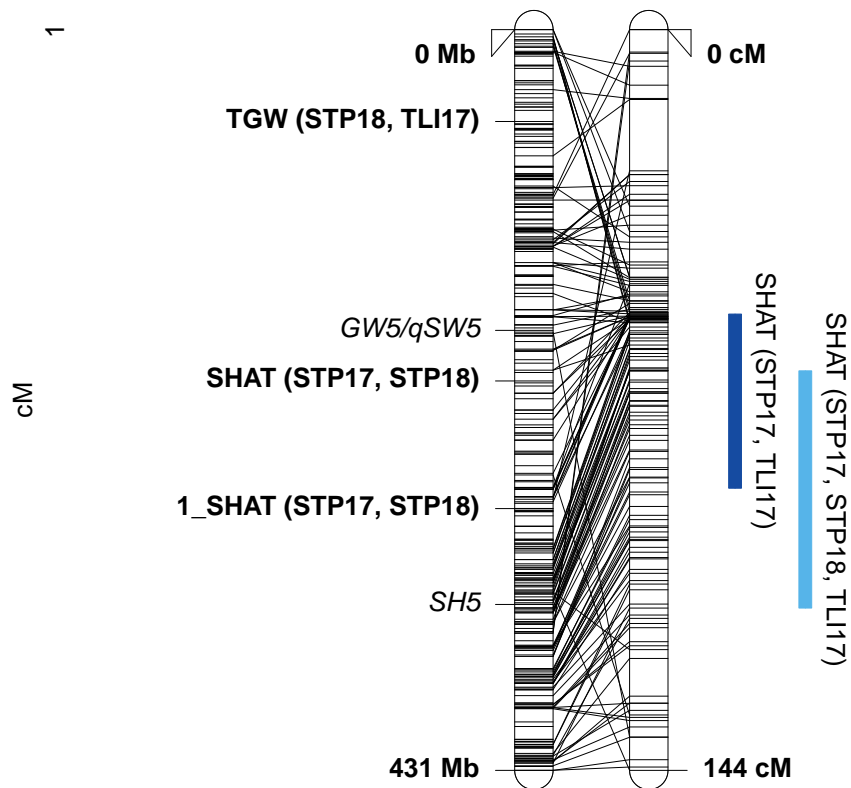 1
0 Mb
0 cM
TGW (STP18, TLI17)
GW5/qSW5
SHAT (STP17, STP18)
cM
1_SHAT (STP17, STP18)
SH5
431 Mb
144 cM
SHAT (STP17, TLI17)
SHAT (STP17, STP18, TLI17)